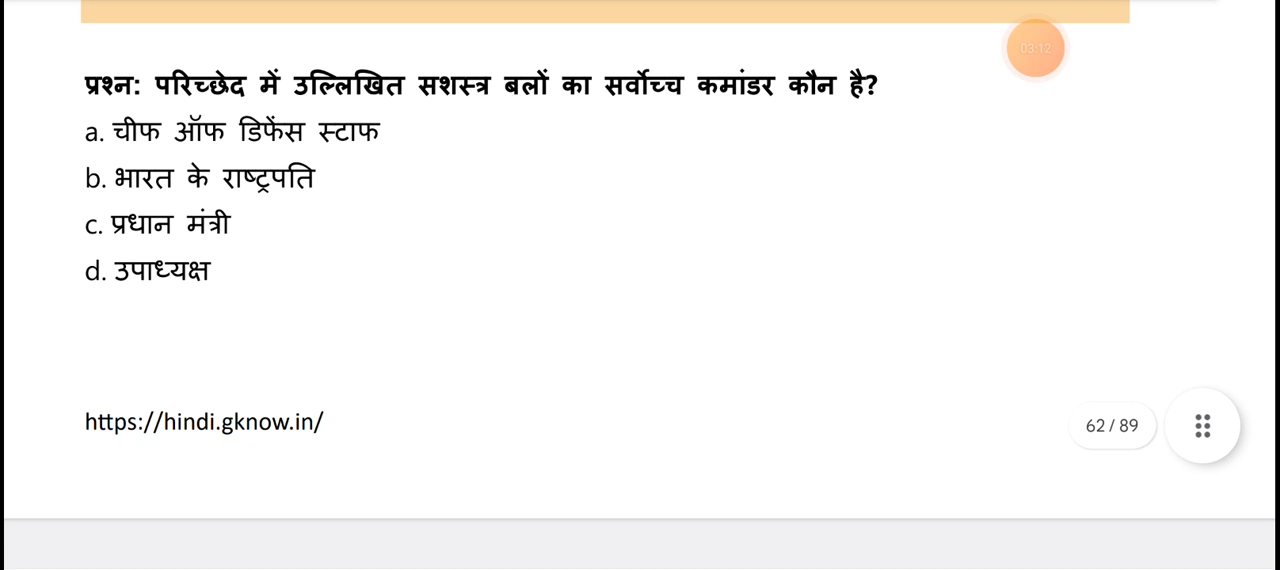 03:12
प्रश्न: परिच्छेद में उल्लिखित सशस्त्र बलों का सर्वोच्च कमांडर कौन है?
a. चीफ ऑफ डिफेंस स्टाफ
b. भारत के राष्ट्रपति
c. प्रधान मंत्री
d. उपाध्यक्ष
https://hindi.gknow.in/
62 / 89